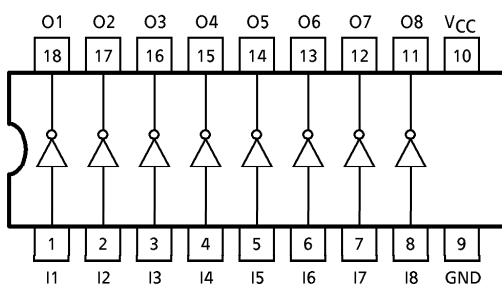 O1 O2 O3 O4 O5 O6 O7 O8 VCC
18 17 16 15 14 13 12 11 10
1 2 3 4 5 6 7 8 9
I1 I2 I3 I4 I5 I6 I7 I8 GND